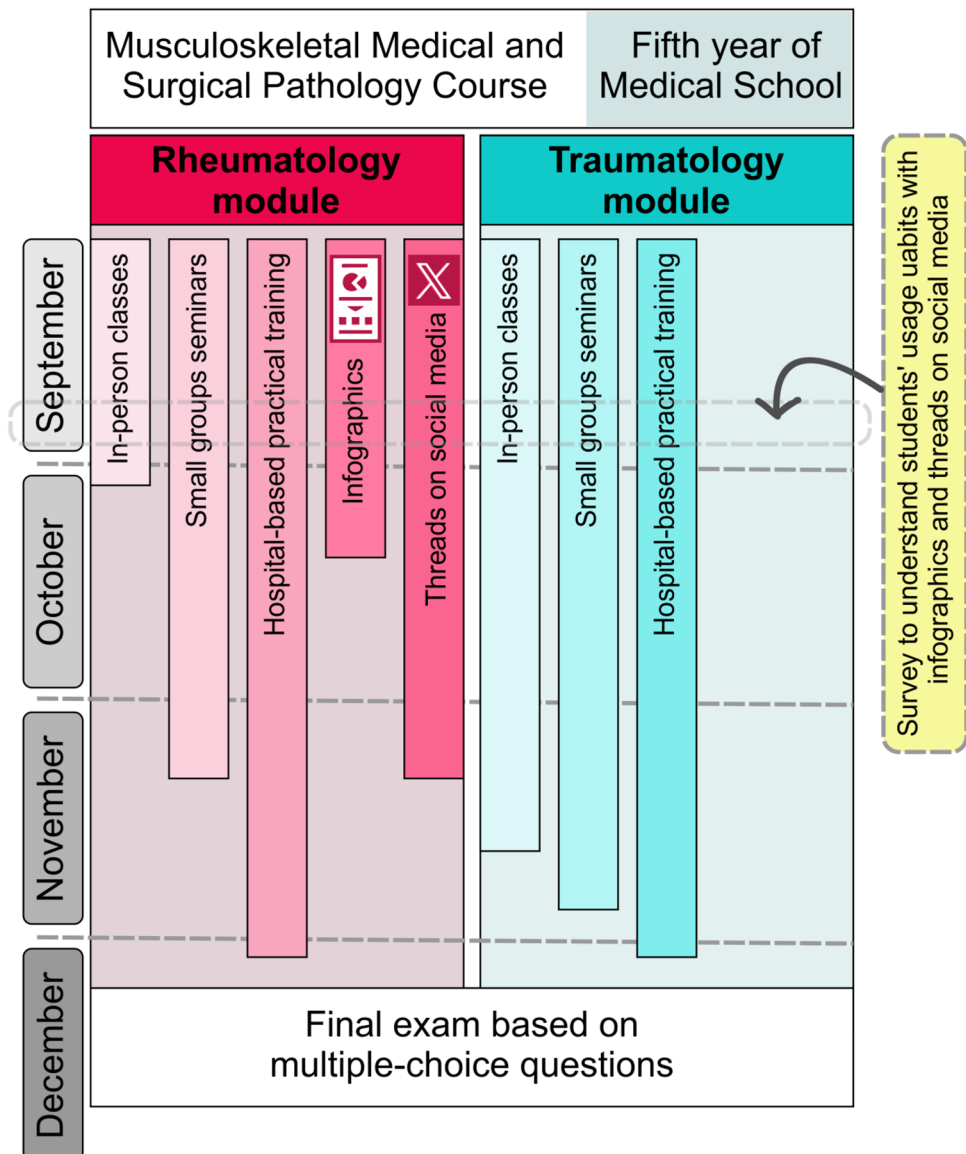 Musculoskeletal Medical and
Surgical Pathology Course
Fifth year of
Medical School
Rheumatology
module
Traumatology
module
September
October
November
December
In-person classes
Small groups seminars
Hospital-based practical training
Infographics
Threads on social media
In-person classes
Small groups seminars
Hospital-based practical training
Survey to understand students' usage uabits with
infographics and threads on social media
Final exam based on
multiple-choice questions